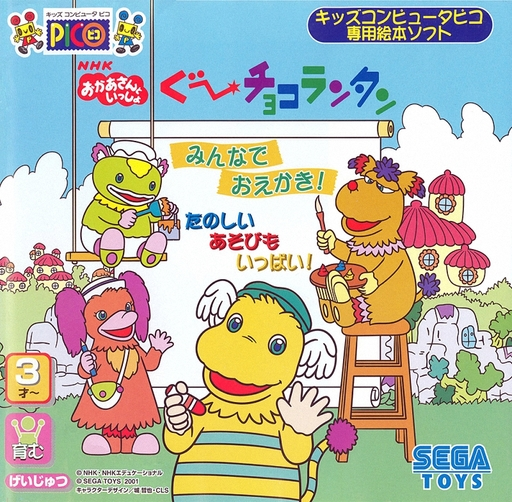 キッズ コンピュータ ピコ
PiCO
ピコ
キッズコンピュータピコ
専用絵本ソフト
NHK
おかあさんと
いっしょ
ぐ〜チョコランタン
みんなで
おえかき!
たのしい
あそびも
いっぱい!
3
才〜
育む
げいじゅつ
© NHK・NHKエデュケーショナル
© SEGA TOYS 2001
キャラクターデザイン/城 哲也・CLS
SEGA
TOYS